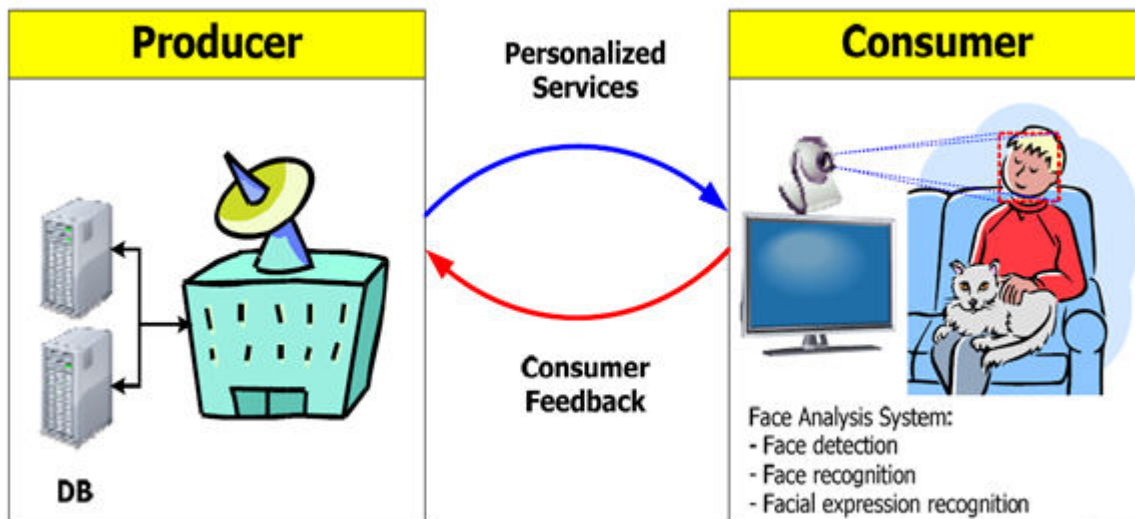 Producer
DB
Personalized
Services
Consumer
Feedback
Consumer
Face Analysis System:
- Face detection
- Face recognition
- Facial expression recognition